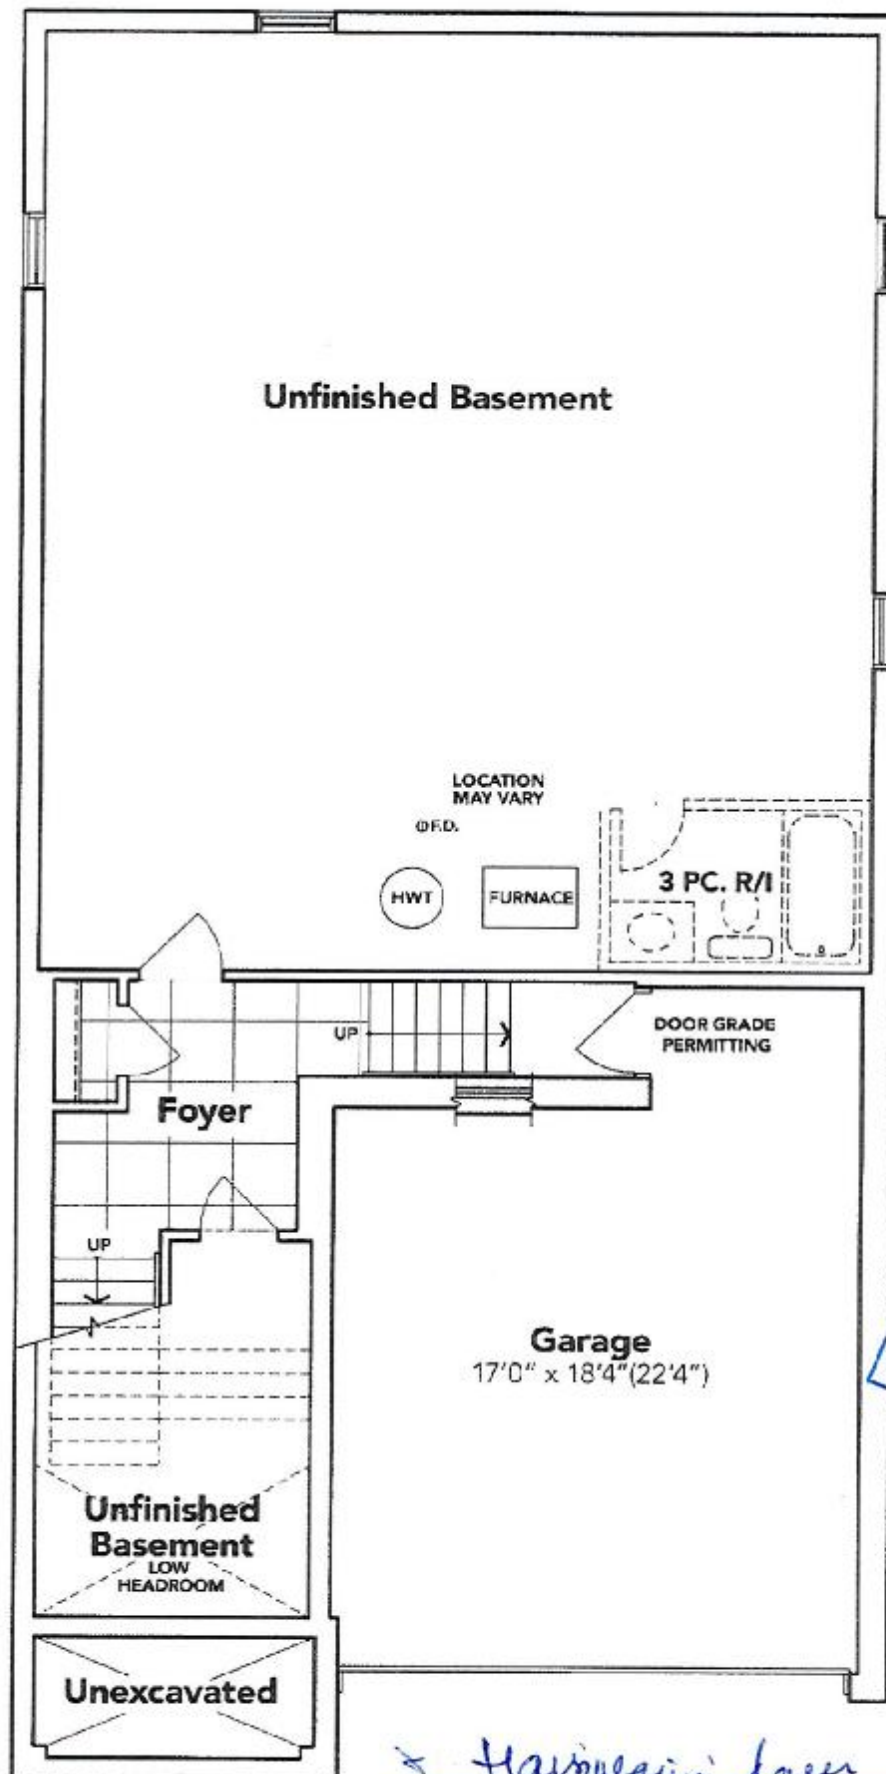 Unfinished Basement
LOCATION
MAY VARY
F.D.
HWT
FURNACE
3 PC. R/I
UP
DOOR GRADE
PERMITTING
Foyer
UP
Garage
17'0" x 18'4"(22'4")
Unfinished
Basement
LOW
HEADROOM
Unexcavated